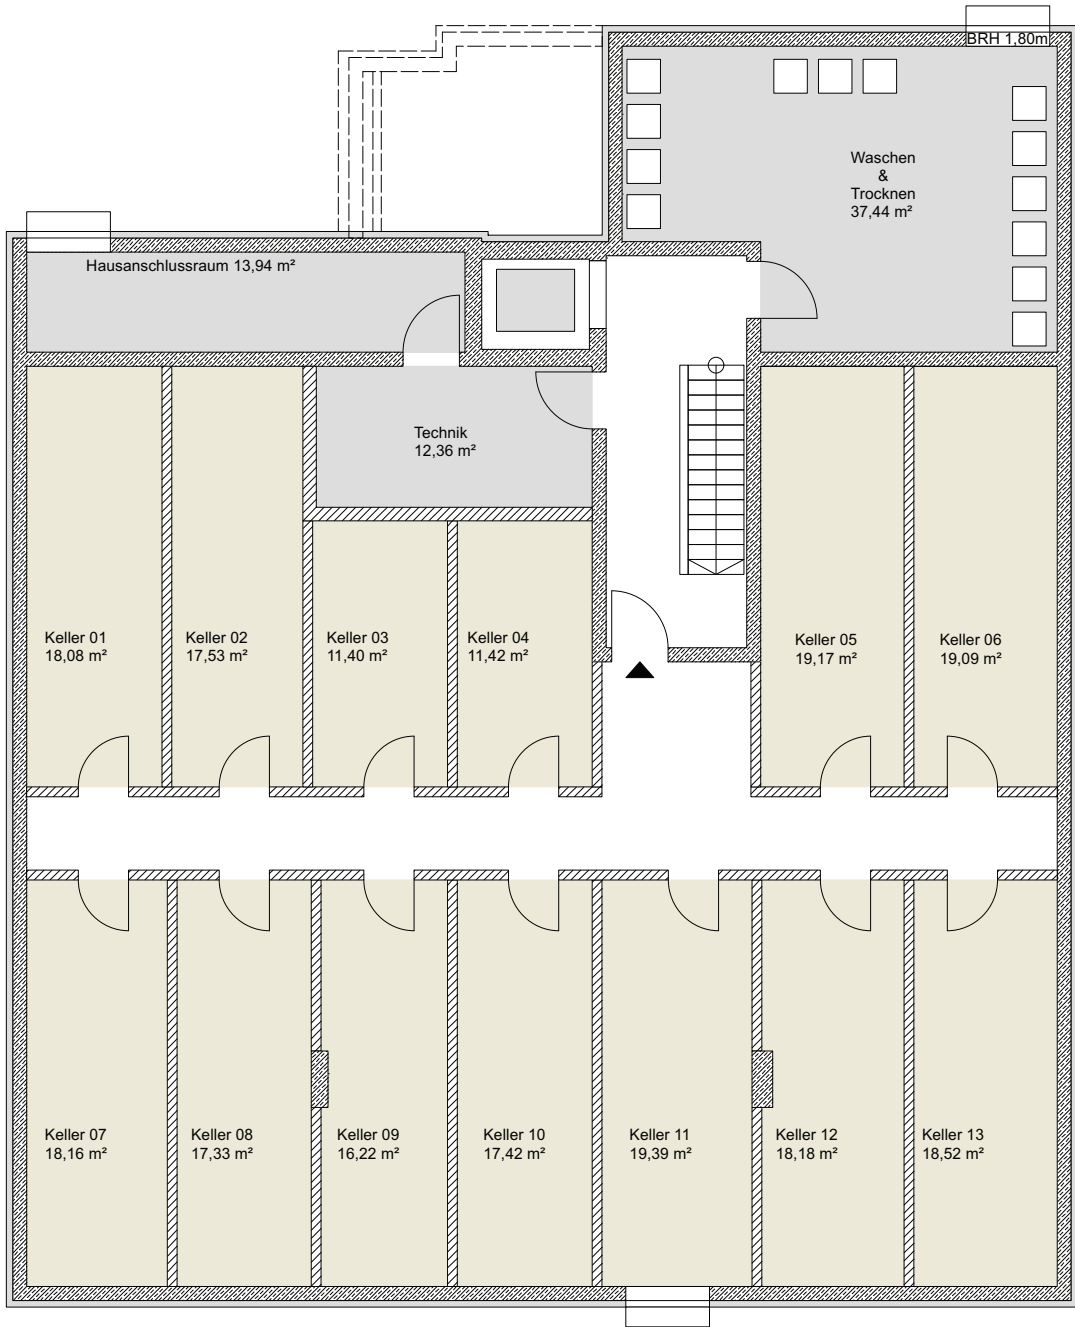 BRH 1,80m
Waschen
&
Trocknen
37,44 m²
Hausanschlussraum 13,94 m²
Technik
12,36 m²
Keller 01
18,08 m²
Keller 02
17,53 m²
Keller 03
11,40 m²
Keller 04
11,42 m²
Keller 05
19,17 m²
Keller 06
19,09 m²
Keller 07
18,16 m²
Keller 08
17,33 m²
Keller 09
16,22 m²
Keller 10
17,42 m²
Keller 11
19,39 m²
Keller 12
18,18 m²
Keller 13
18,52 m²